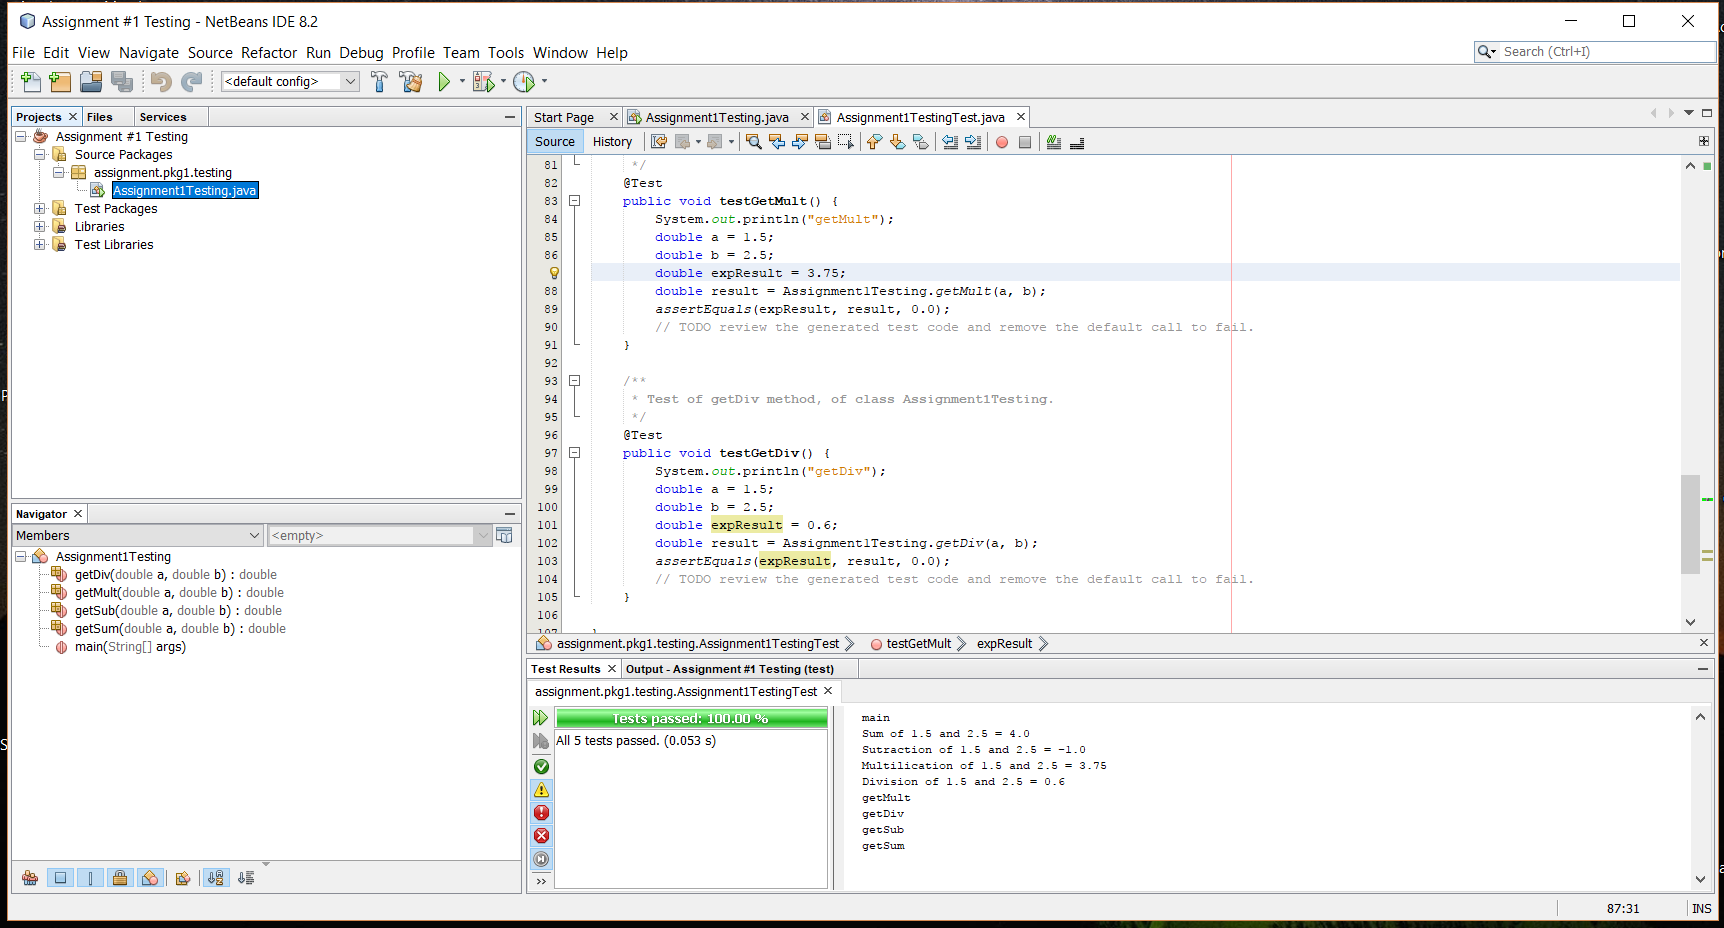 Assignment #1 Testing - NetBeans IDE 8.2
File Edit View Navigate Source Refactor Run Debug Profile Team Tools Window Help
Search (Ctrl+I)
<default config>
Projects Files Services
Assignment #1 Testing
Source Packages
assignment.pkg1.testing
Assignment1Testing.java
Test Packages
Libraries
Test Libraries
Navigator
Members <empty>
Assignment1Testing
getDiv(double a, double b) : double
getMult(double a, double b) : double
getSub(double a, double b) : double
getSum(double a, double b) : double
main(String[] args)
Start Page Assignment1Testing.java Assignment1TestingTest.java
Source History
81 */
82 @Test
83 public void testGetMult() {
84 System.out.println("getMult");
85 double a = 1.5;
86 double b = 2.5;
double expResult = 3.75;
88 double result = Assignment1Testing.getMult(a, b);
89 assertEquals(expResult, result, 0.0);
90 // TODO review the generated test code and remove the default call to fail.
91 }
92
93 /**
94 * Test of getDiv method, of class Assignment1Testing.
95 */
96 @Test
97 public void testGetDiv() {
98 System.out.println("getDiv");
99 double a = 1.5;
100 double b = 2.5;
101 double expResult = 0.6;
102 double result = Assignment1Testing.getDiv(a, b);
103 assertEquals(expResult, result, 0.0);
104 // TODO review the generated test code and remove the default call to fail.
105 }
106
107 }
assignment.pkg1.testing.Assignment1TestingTest testGetMult expResult
Test Results Output - Assignment #1 Testing (test)
assignment.pkg1.testing.Assignment1TestingTest
Tests passed: 100.00 %
All 5 tests passed. (0.053 s)
main
Sum of 1.5 and 2.5 = 4.0
Sutraction of 1.5 and 2.5 = -1.0
Multilication of 1.5 and 2.5 = 3.75
Division of 1.5 and 2.5 = 0.6
getMult
getDiv
getSub
getSum
87:31 INS